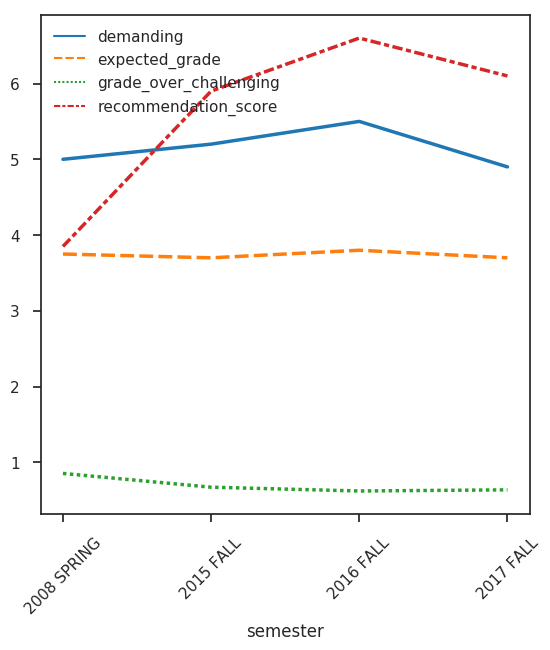 demanding
expected_grade
grade_over_challenging
recommendation_score
6
5
4
3
2
1
2008 SPRING
2015 FALL
2016 FALL
2017 FALL
semester